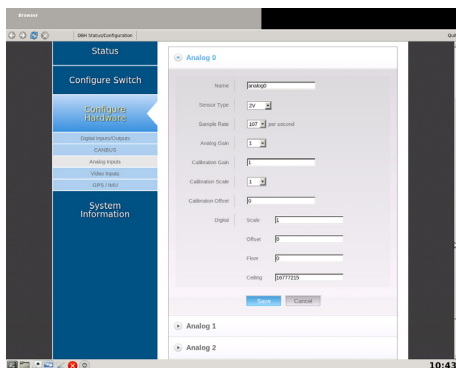 Browser
DBH Status/Configuration
Quit
Status
Configure Switch
Configure
Hardware
Digital Inputs/Outputs
CANBUS
Analog Inputs
Video Inputs
GPS / IMU
System
Information
Analog 0
Name analog0
Sensor Type 2V
Sample Rate 107 per second
Analog Gain 1
Calibration Gain 1
Calibration Scale 1
Calibration Offset 0
Digital Scale 1
Offset 0
Floor 0
Ceiling 16777215
Save Cancel
Analog 1
Analog 2
10:43